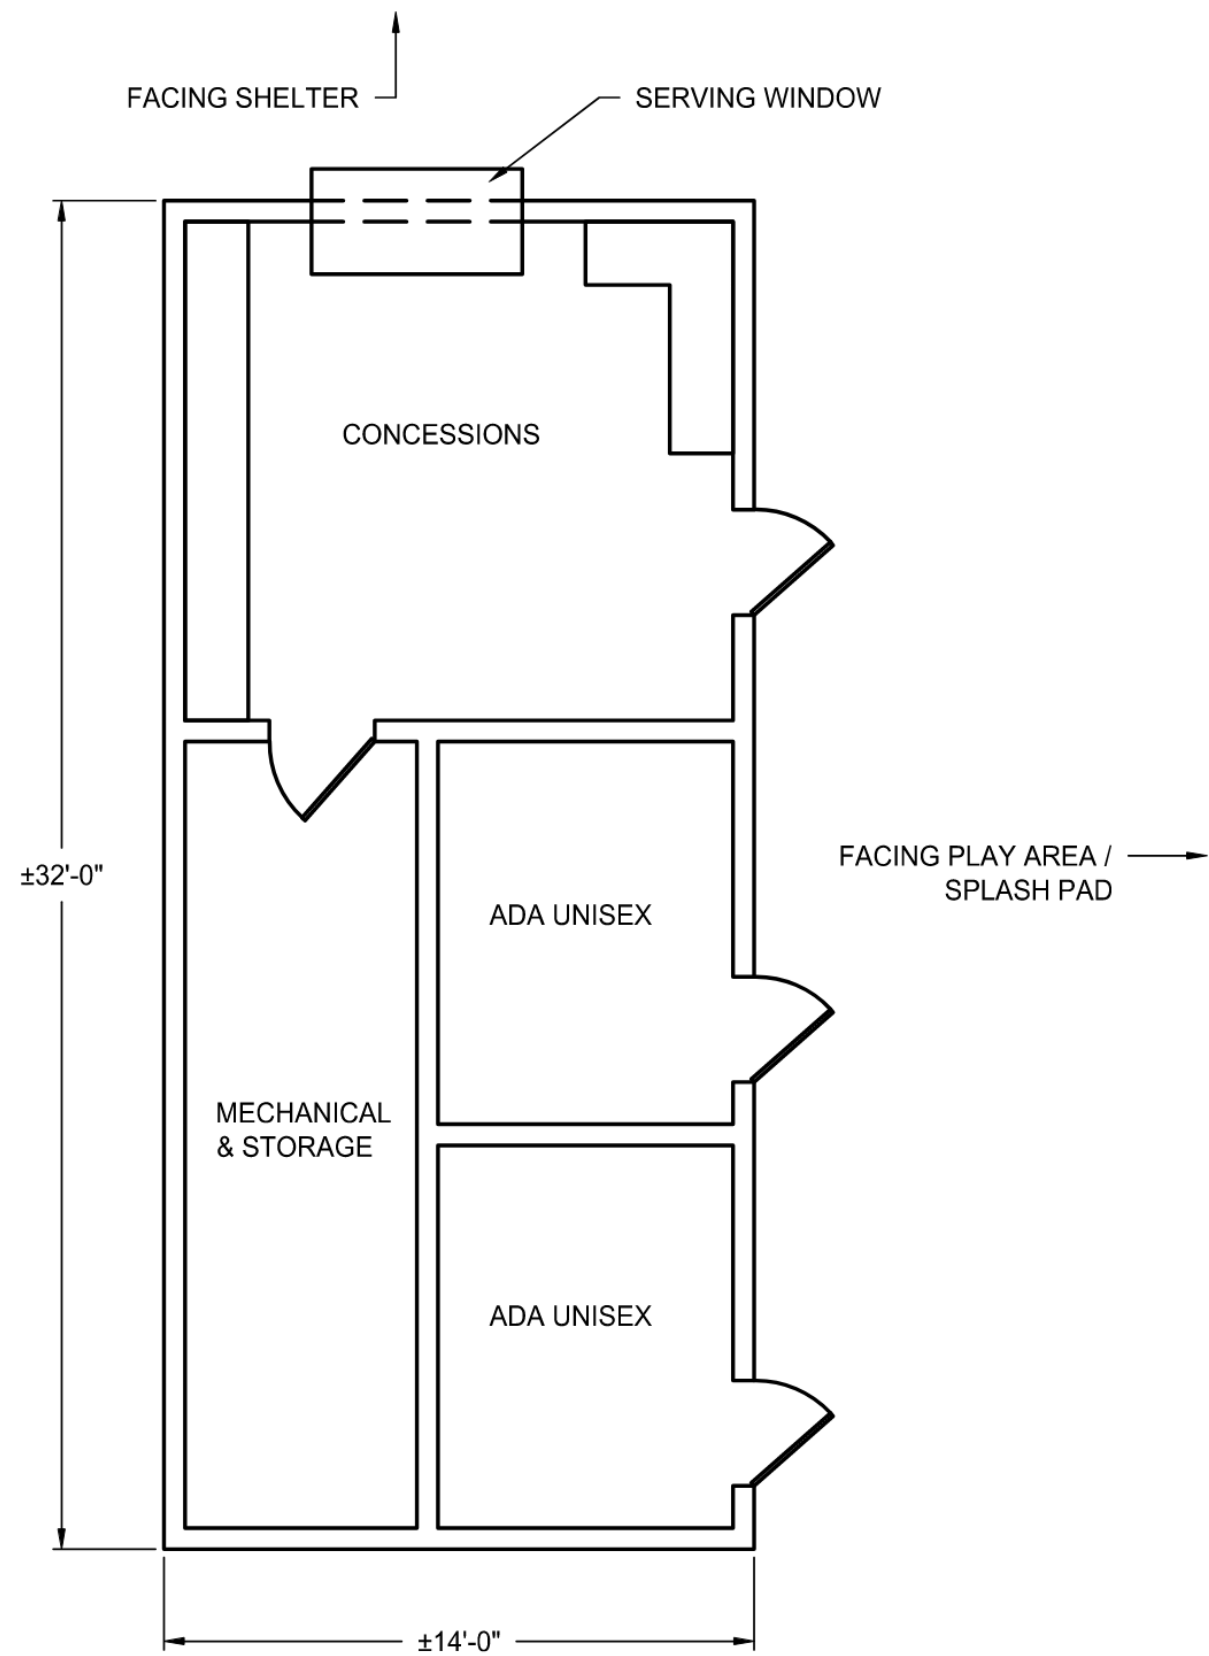 FACING SHELTER
SERVING WINDOW
CONCESSIONS
±32'-0"
FACING PLAY AREA /
SPLASH PAD
ADA UNISEX
MECHANICAL
& STORAGE
ADA UNISEX
±14'-0"